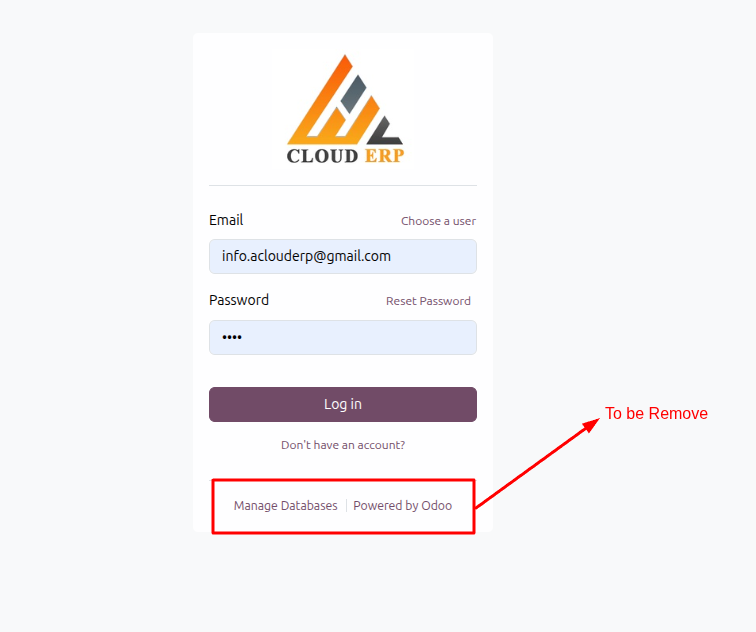 CLOUD ERP
Email Choose a user
info.aclouderp@gmail.com
Password Reset Password
••••
Log in
To be Remove
Don't have an account?
Manage Databases | Powered by Odoo